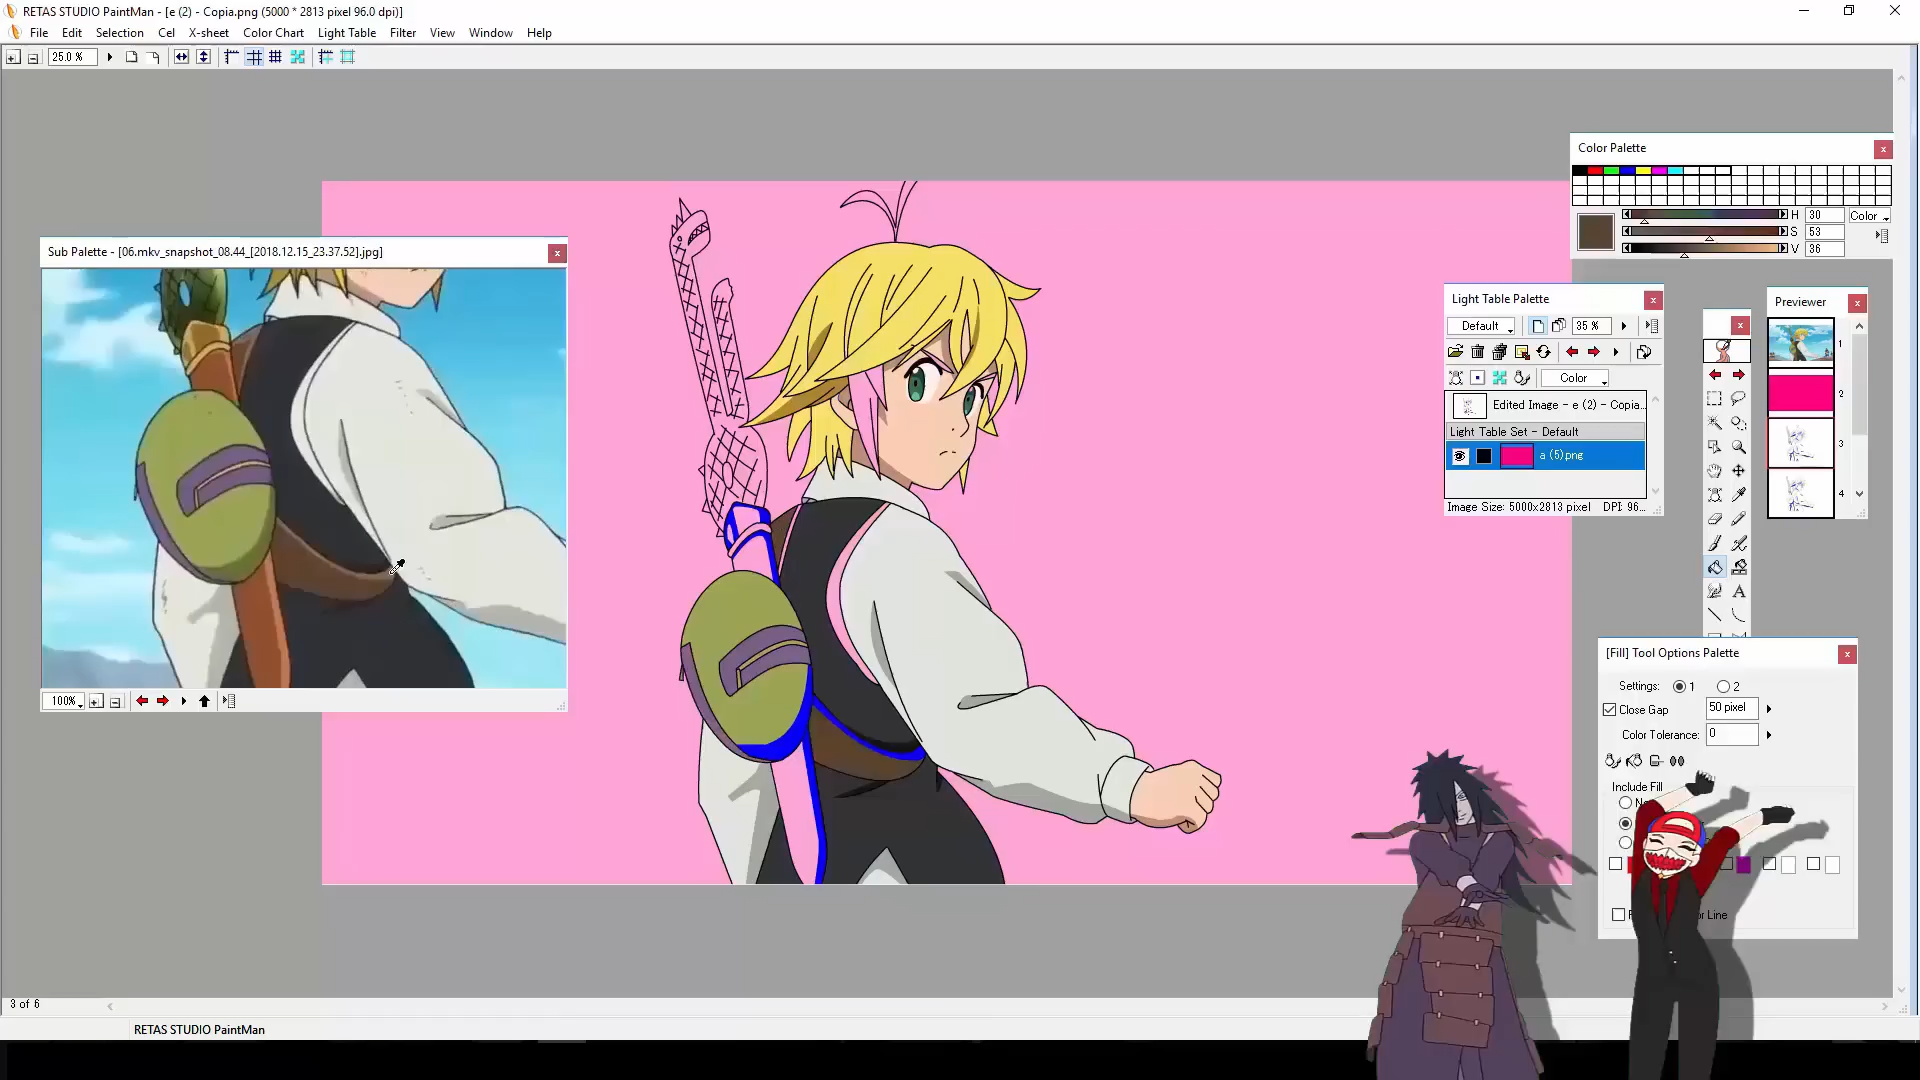 RETAS STUDIO PaintMan - [e (2) - Copia.png (5000 * 2813 pixel 96.0 dpi)]
File Edit Selection Cel X-sheet Color Chart Light Table Filter View Window Help
25.0 %
Color Palette
H 30 Color
S 53
V 36
Sub Palette - [06.mkv_snapshot_08.44_[2018.12.15_23.37.52].jpg]
100%
Light Table Palette
Default 35 %
Color
Edited Image - e (2) - Copia...
Light Table Set - Default
a (5).png
Image Size: 5000x2813 pixel DPI: 96...
Previewer
1
2
3
4
A
[Fill] Tool Options Palette
Settings: 1 2
Close Gap 50 pixel
Color Tolerance: 0
Include Fill
Line
3 of 6
RETAS STUDIO PaintMan